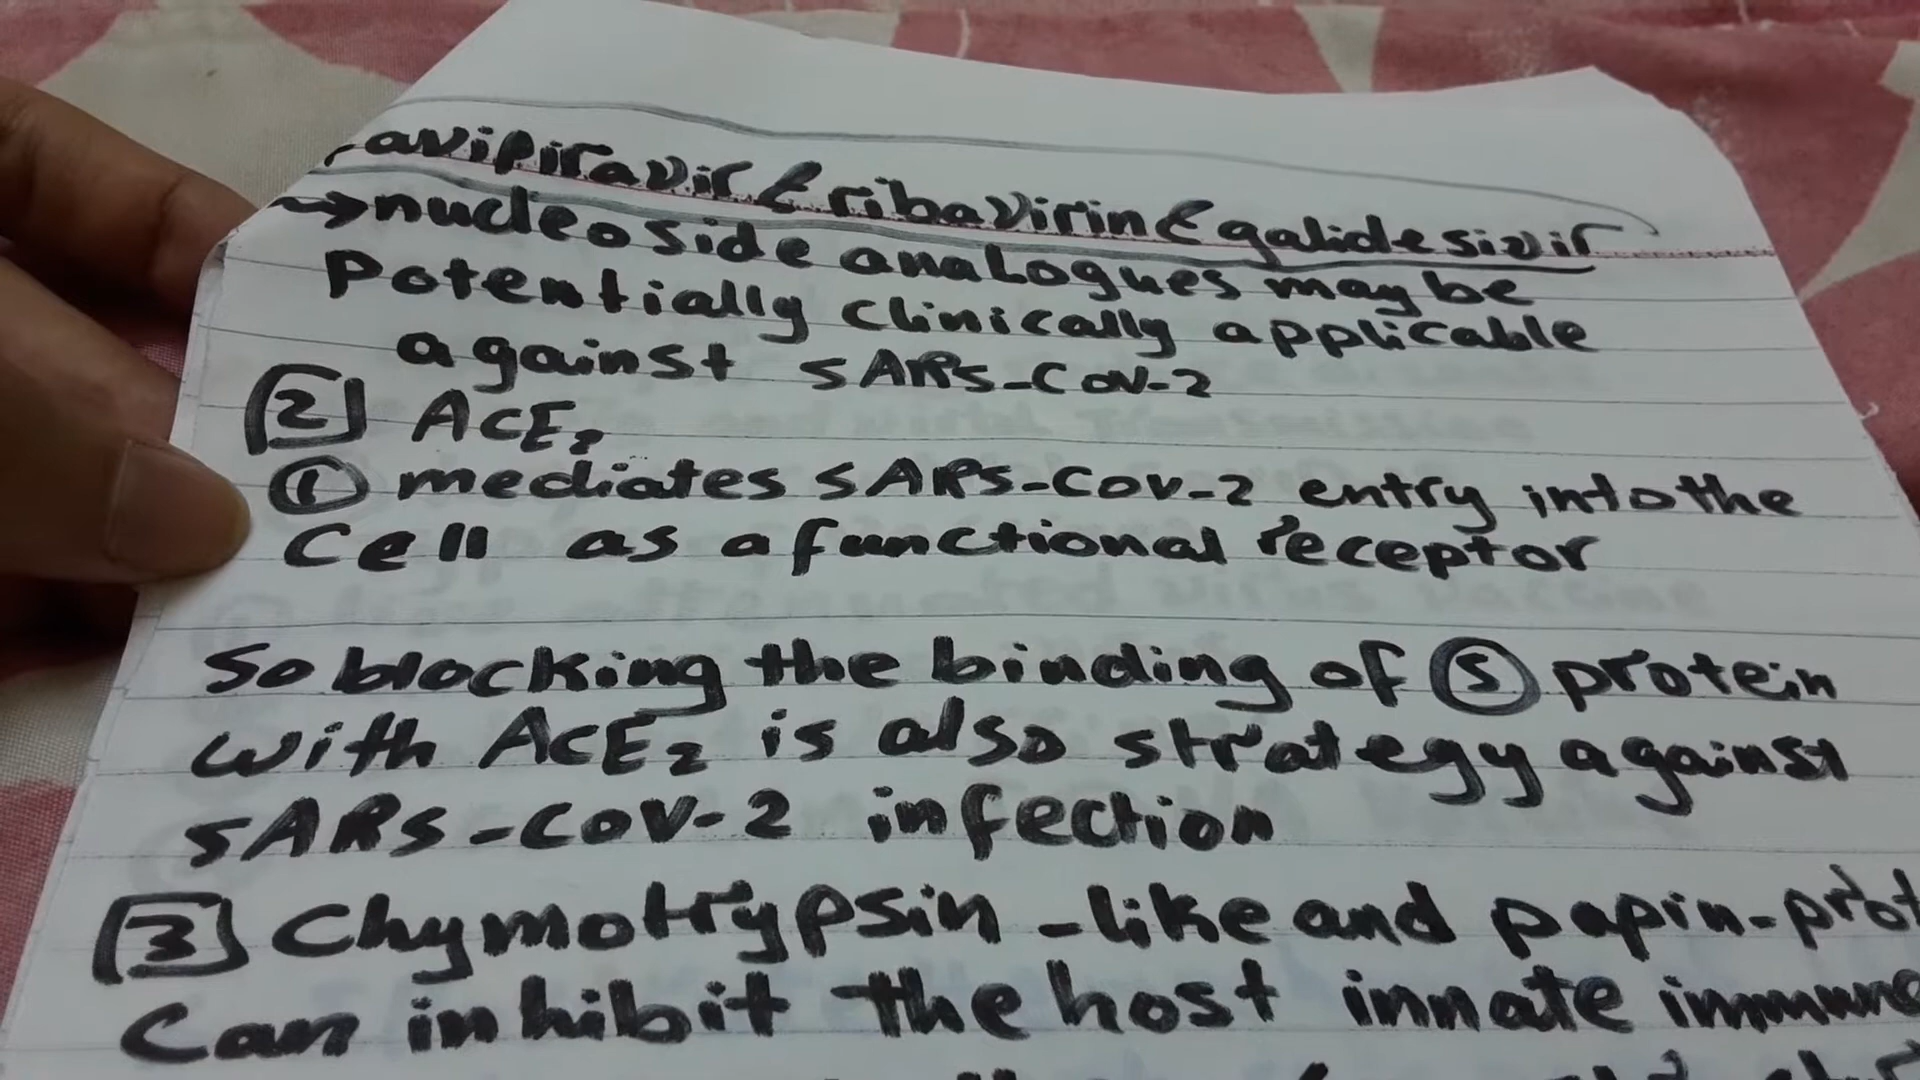 avipiravir & ribavirin & galidesivir
→nucleoside analogues may be
Potentially clinically applicable
against SARS-CoV-2
[2] ACE2
① mediates SARS-Cov-2 entry into the
Cell as a functional receptor
So blocking the binding of Ⓢ protein
with ACE2 is also strategy against
SARS-COV-2 infection
[3] Chymotrypsin-like and papin-prot
Can inhibit the host innate immune